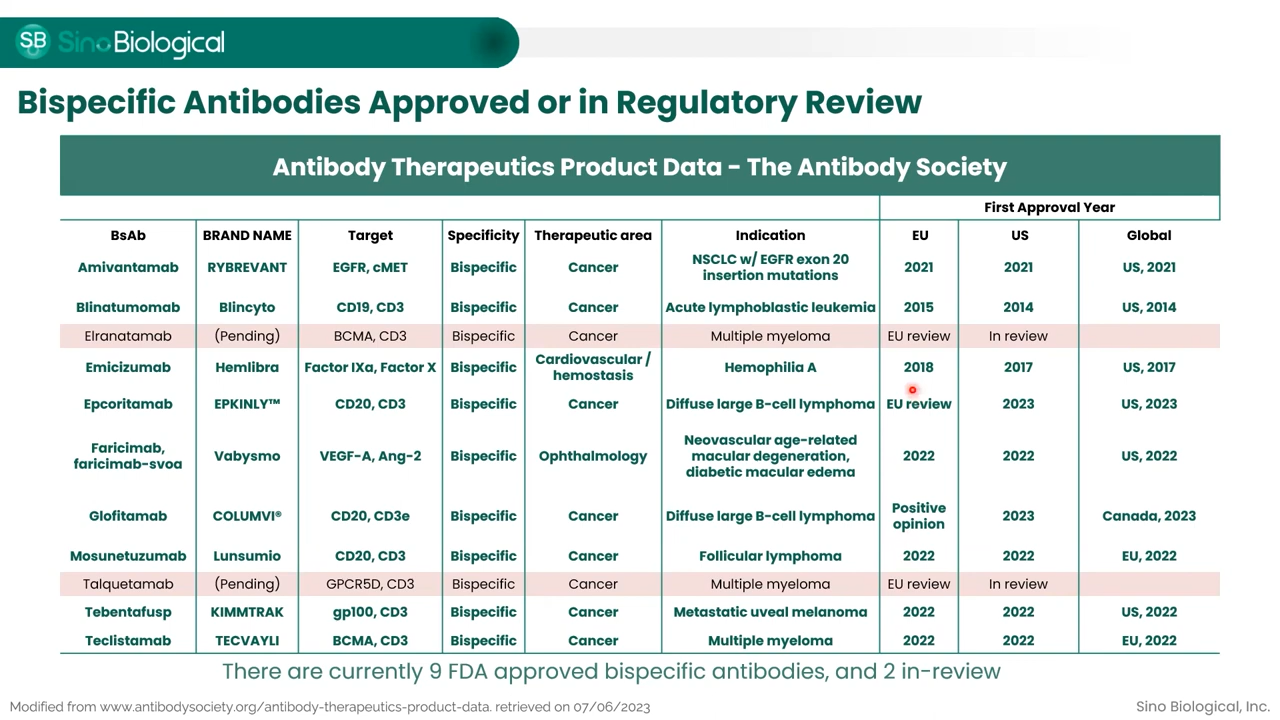 SB SinoBiological
Bispecific Antibodies Approved or in Regulatory Review
Antibody Therapeutics Product Data - The Antibody Society
First Approval Year
BsAb BRAND NAME Target Specificity Therapeutic area Indication EU US Global
Amivantamab RYBREVANT EGFR, cMET Bispecific Cancer NSCLC w/ EGFR exon 20 insertion mutations 2021 2021 US, 2021
Blinatumomab Blincyto CD19, CD3 Bispecific Cancer Acute lymphoblastic leukemia 2015 2014 US, 2014
Elranatamab (Pending) BCMA, CD3 Bispecific Cancer Multiple myeloma EU review In review
Emicizumab Hemlibra Factor IXa, Factor X Bispecific Cardiovascular / hemostasis Hemophilia A 2018 2017 US, 2017
Epcoritamab EPKINLY™ CD20, CD3 Bispecific Cancer Diffuse large B-cell lymphoma EU review 2023 US, 2023
Faricimab, faricimab-svoa Vabysmo VEGF-A, Ang-2 Bispecific Ophthalmology Neovascular age-related macular degeneration, diabetic macular edema 2022 2022 US, 2022
Glofitamab COLUMVI® CD20, CD3e Bispecific Cancer Diffuse large B-cell lymphoma Positive opinion 2023 Canada, 2023
Mosunetuzumab Lunsumio CD20, CD3 Bispecific Cancer Follicular lymphoma 2022 2022 EU, 2022
Talquetamab (Pending) GPCR5D, CD3 Bispecific Cancer Multiple myeloma EU review In review
Tebentafusp KIMMTRAK gp100, CD3 Bispecific Cancer Metastatic uveal melanoma 2022 2022 US, 2022
Teclistamab TECVAYLI BCMA, CD3 Bispecific Cancer Multiple myeloma 2022 2022 EU, 2022
There are currently 9 FDA approved bispecific antibodies, and 2 in-review
Modified from www.antibodysociety.org/antibody-therapeutics-product-data. retrieved on 07/06/2023
Sino Biological, Inc.